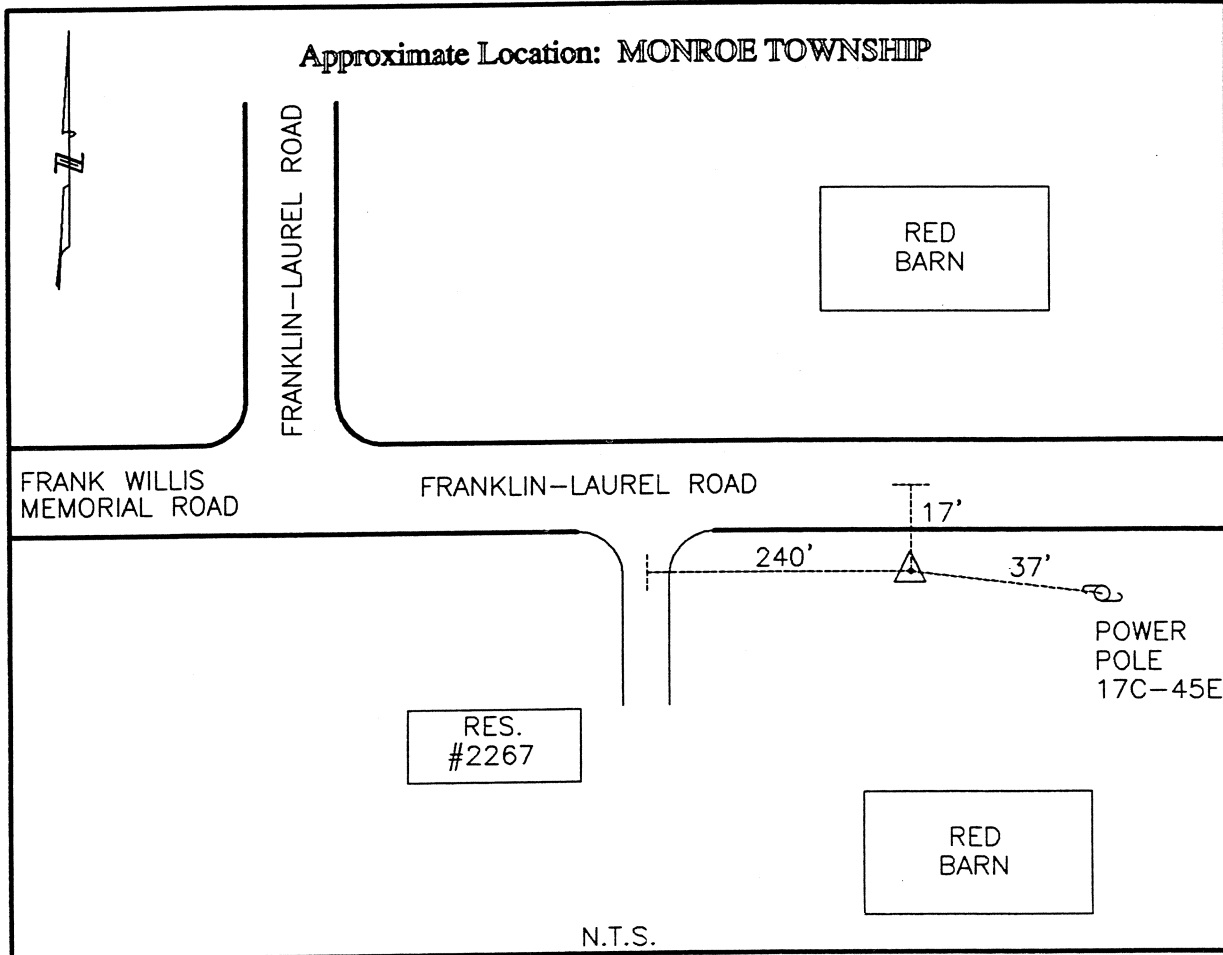 Approximate Location: MONROE TOWNSHIP
N
FRANKLIN-LAUREL ROAD
RED
BARN
FRANK WILLIS
MEMORIAL ROAD
FRANKLIN-LAUREL ROAD
17'
240'
37'
POWER
POLE
17C-45E
RES.
#2267
RED
BARN
N.T.S.